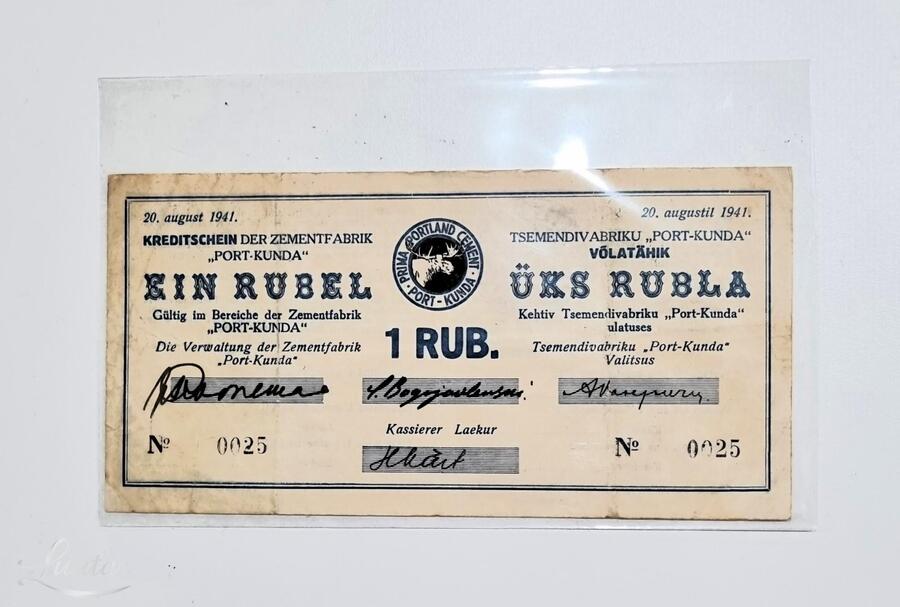 20. august 1941.
KREDITSCHEIN DER ZEMENTFABRIK
„PORT-KUNDA“
EIN RUBEL
Gültig im Bereiche der Zementfabrik
„PORT-KUNDA“
Die Verwaltung der Zementfabrik
„Port-Kunda“
PRIMA PORTLAND CEMENT
PORT-KUNDA
1 RUB.
20. augustil 1941.
TSEMENDIVABRIKU „PORT-KUNDA“
VÕLATÄHIK
ÜKS RUBLA
Kehtiv Tsemendivabriku „Port-Kunda“
ulatuses
Tsemendivabriku „Port-Kunda“
Valitsus
Kassierer Laekur
№ 0025
№ 0025